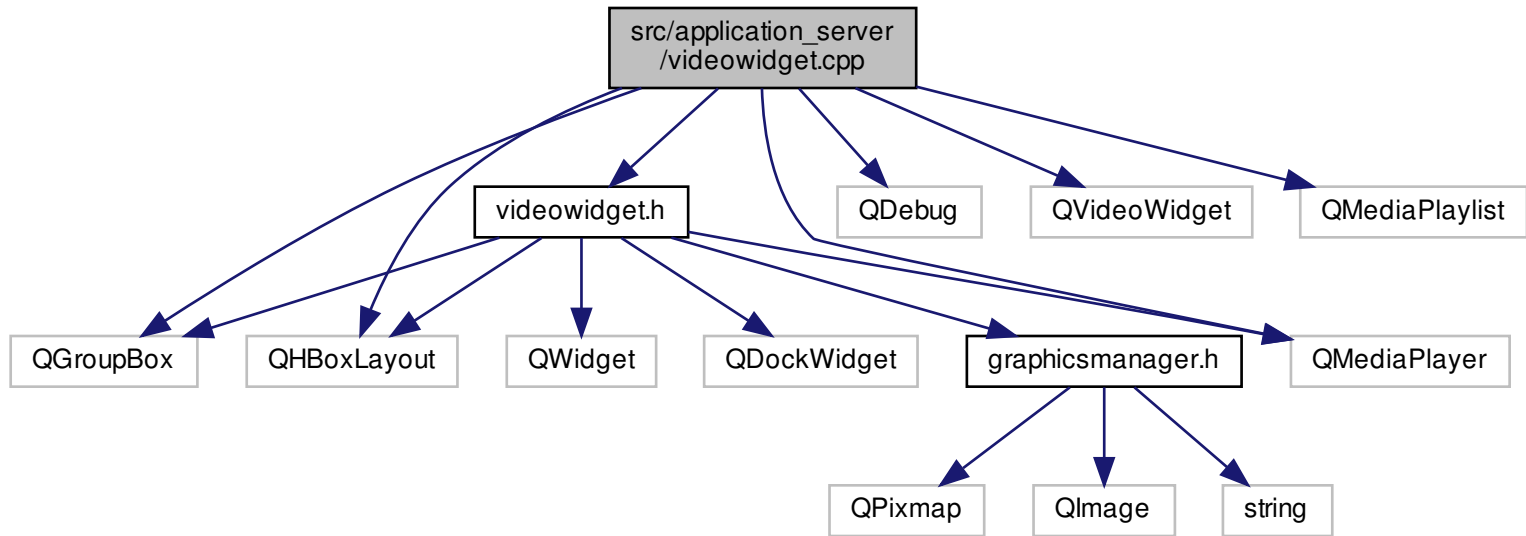 src/application_server
/videowidget.cpp
videowidget.h
QDebug
QVideoWidget
QMediaPlaylist
QGroupBox
QHBoxLayout
QWidget
QDockWidget
graphicsmanager.h
QMediaPlayer
QPixmap
QImage
string